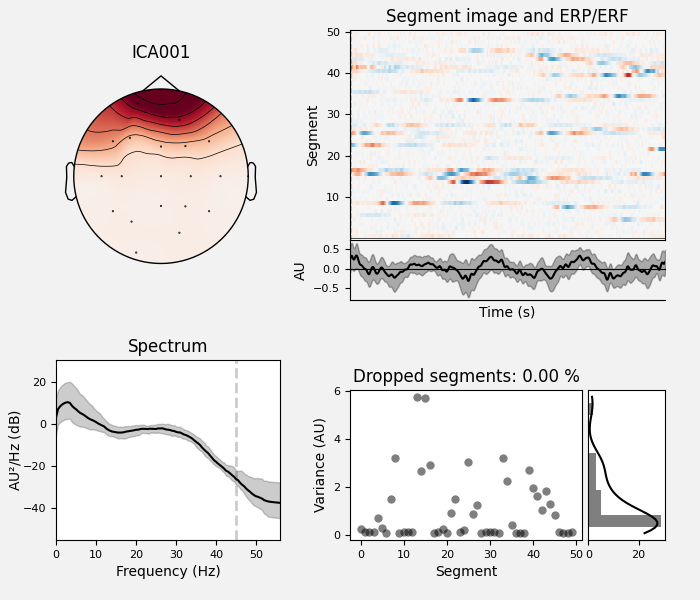 ICA001
Segment image and ERP/ERF
50
40
30
20
10
Segment
0.5
0.0
−0.5
AU
Time (s)
Spectrum
20
0
−20
−40
AU²/Hz (dB)
0 10 20 30 40 50
Frequency (Hz)
Dropped segments: 0.00 %
6
4
2
0
Variance (AU)
0 10 20 30 40 50
Segment
0 20